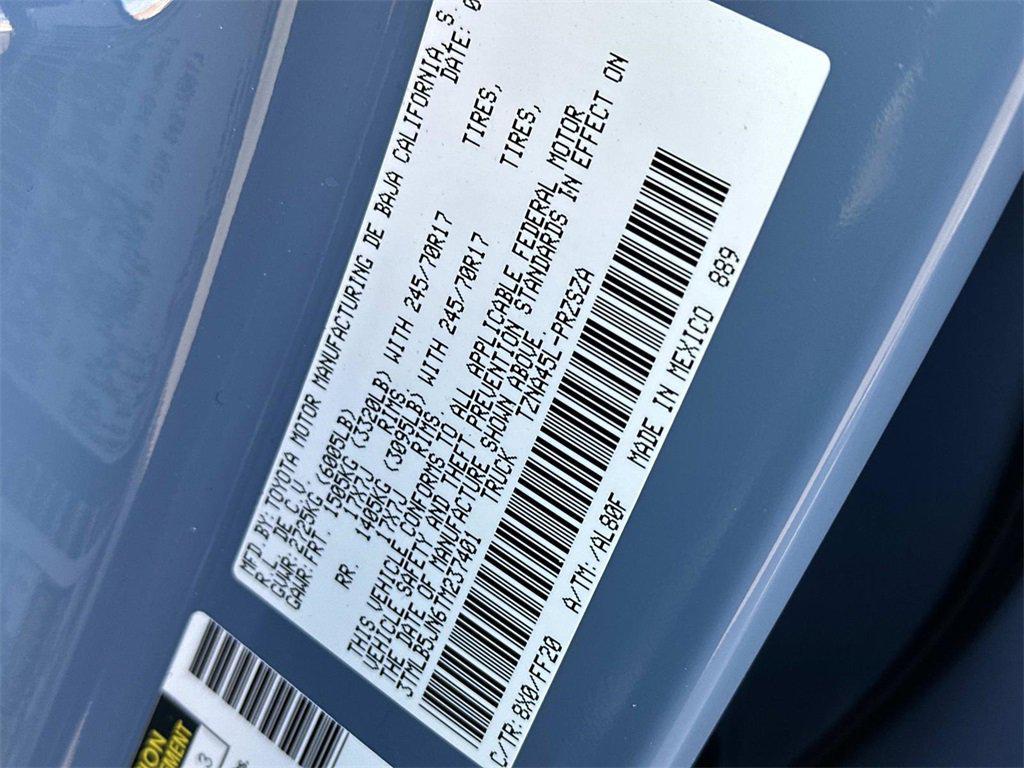 MFD. BY: TOYOTA MOTOR MANUFACTURING DE BAJA CALIFORNIA, S
R.L. DE C.V. DATE: 0
GVWR: 2725KG (6005LB)
GAWR: FRT. 1505KG (3320LB) WITH 245/70R17 TIRES,
17X7J RIMS,
RR. 1405KG (3095LB) WITH 245/70R17 TIRES,
17X7J RIMS,
THIS VEHICLE CONFORMS TO ALL APPLICABLE FEDERAL MOTOR
VEHICLE SAFETY AND THEFT PREVENTION STANDARDS IN EFFECT ON
THE DATE OF MANUFACTURE SHOWN ABOVE.
3TMLB5JN6TM237401 TRUCK TZNA45L-PRZSZA
C/TR: 8X0/FF20 A/TM: /AL80F MADE IN MEXICO 889